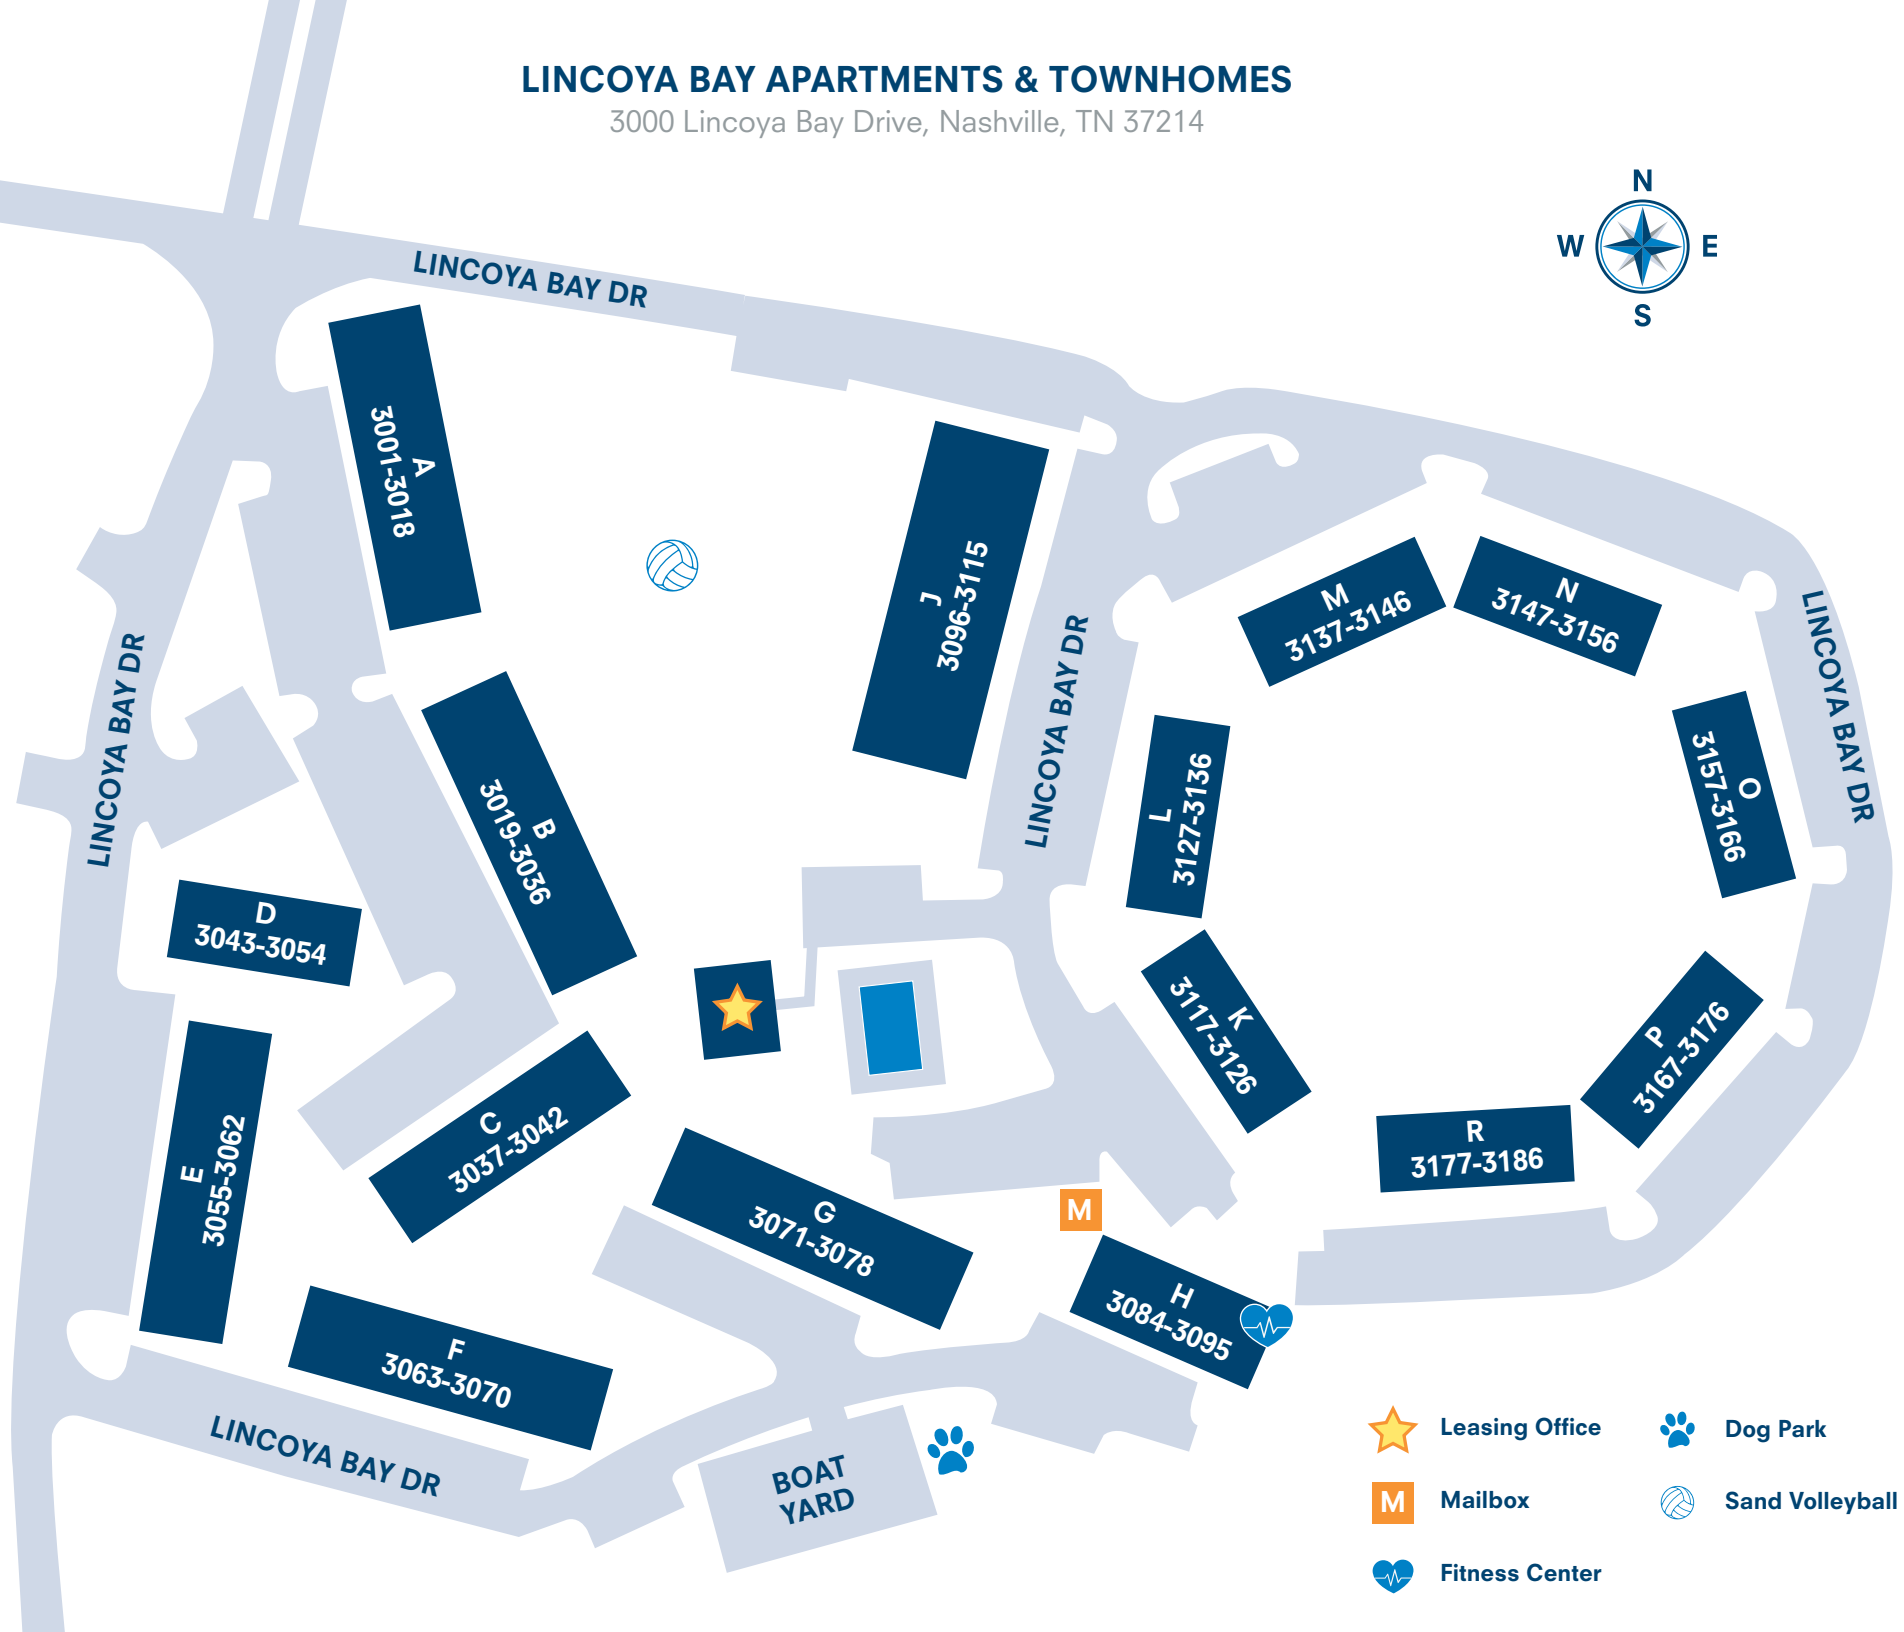 LINCOYA BAY APARTMENTS & TOWNHOMES
3000 Lincoya Bay Drive, Nashville, TN 37214
N
W
E
S
LINCOYA BAY DR
A
3001-3018
J
3096-3115
M
3137-3146
N
3147-3156
LINCOYA BAY DR
LINCOYA BAY DR
LINCOYA BAY DR
B
3019-3036
L
3127-3136
O
3157-3166
D
3043-3054
K
3117-3126
P
3167-3176
E
3055-3062
C
3037-3042
R
3177-3186
G
3071-3078
M
H
3084-3095
F
3063-3070
LINCOYA BAY DR
BOAT
YARD
Leasing Office
Dog Park
M
Mailbox
Sand Volleyball
Fitness Center